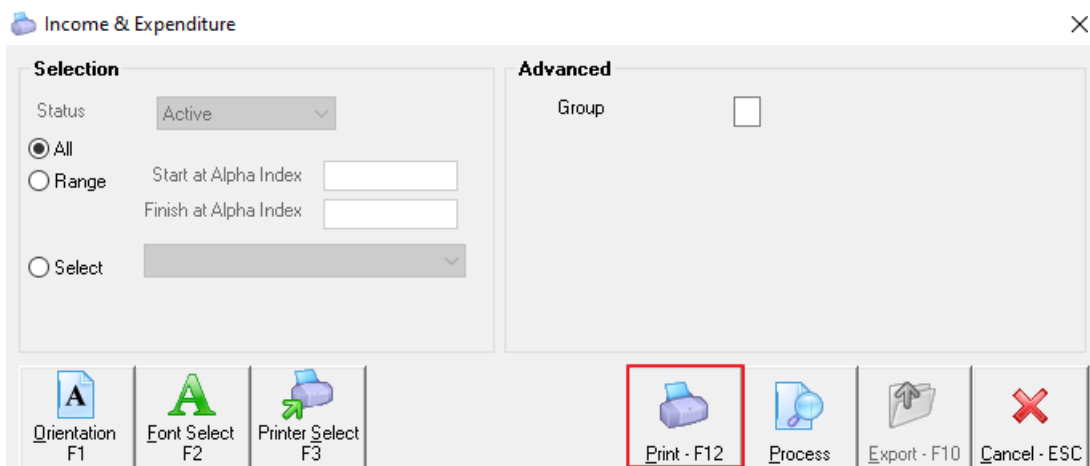 Income & Expenditure
Selection
Status
Active
All
Range
Start at Alpha Index
Finish at Alpha Index
Select
Advanced
Group
A
Orientation
F1
A
Font Select
F2
Printer Select
F3
Print - F12
Process
Export - F10
Cancel - ESC